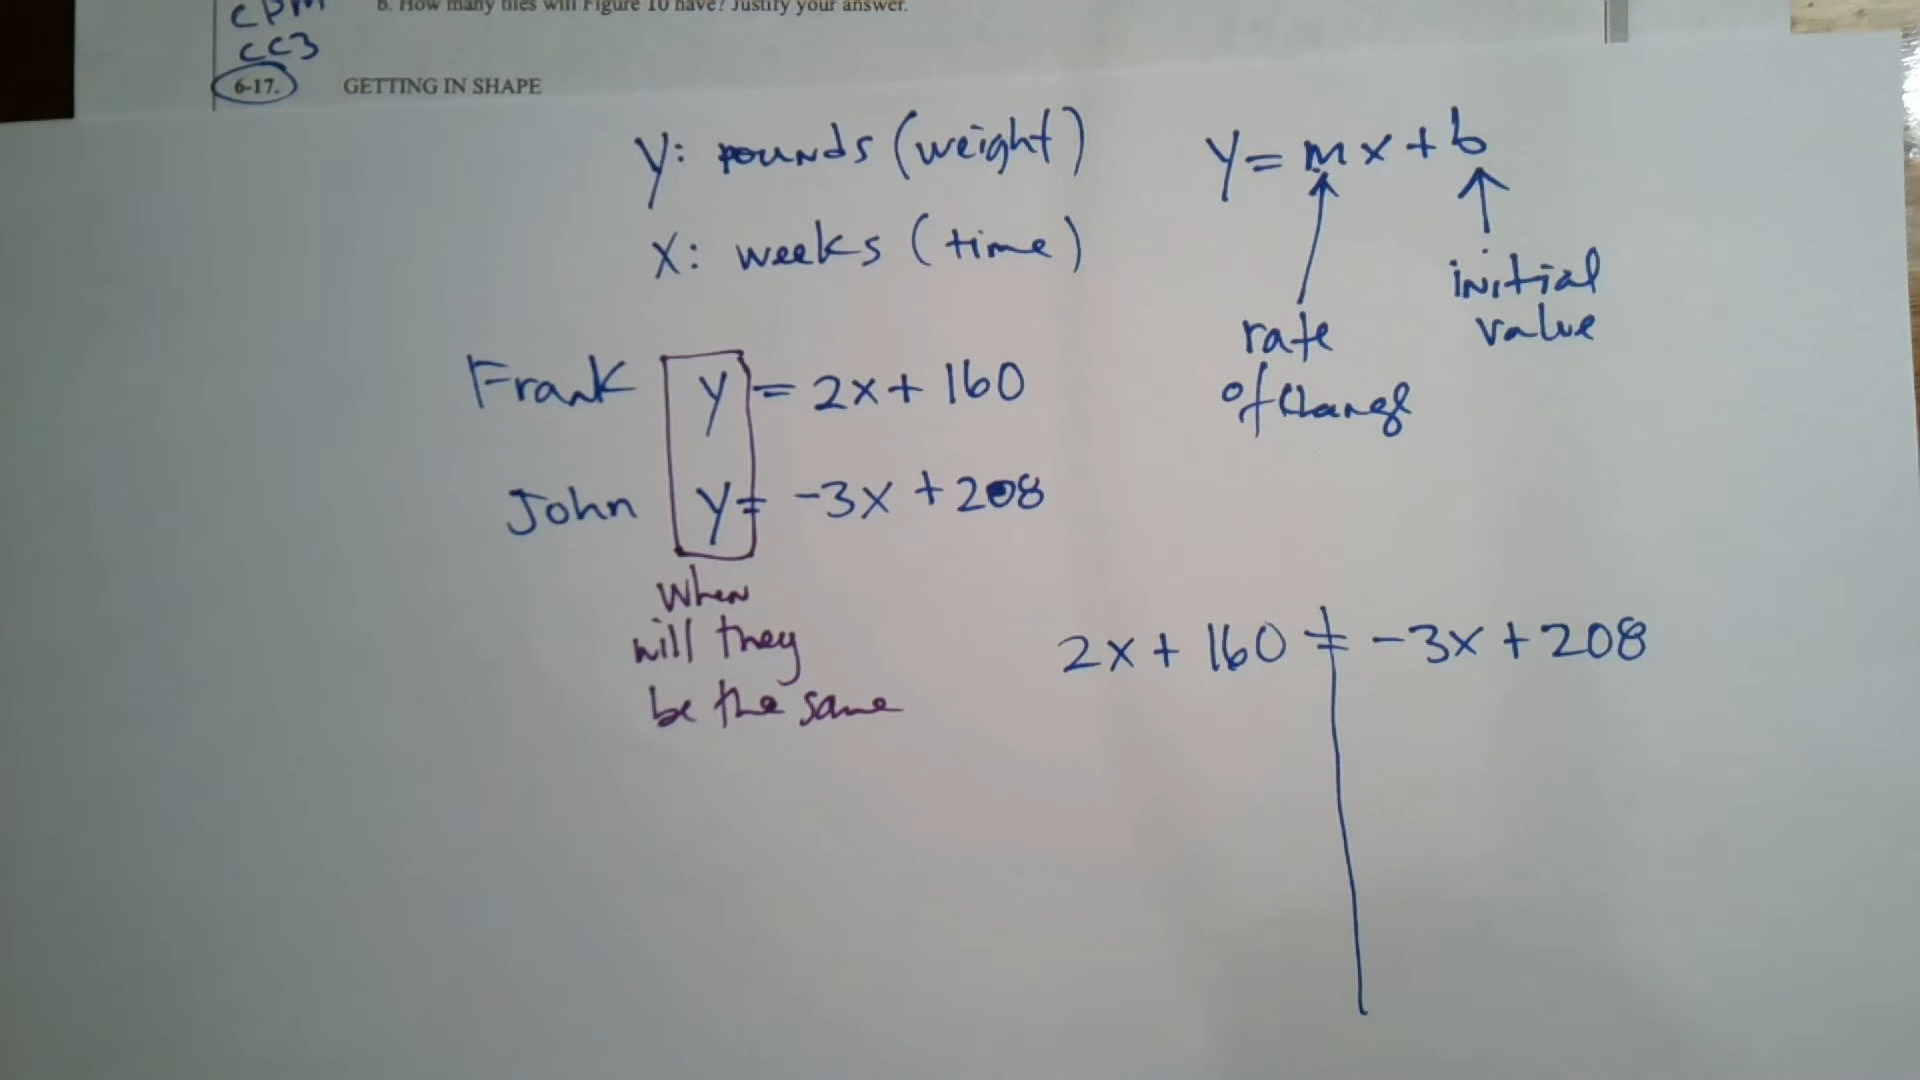 CPM
CC3
b. How many tiles will Figure 10 have? Justify your answer.
6-17. GETTING IN SHAPE
y: pounds (weight)
x: weeks (time)
y = mx + b
rate of change
initial value
Frank y = 2x + 160
John y = -3x + 208
When
will they
be the same
2x + 160 = -3x + 208